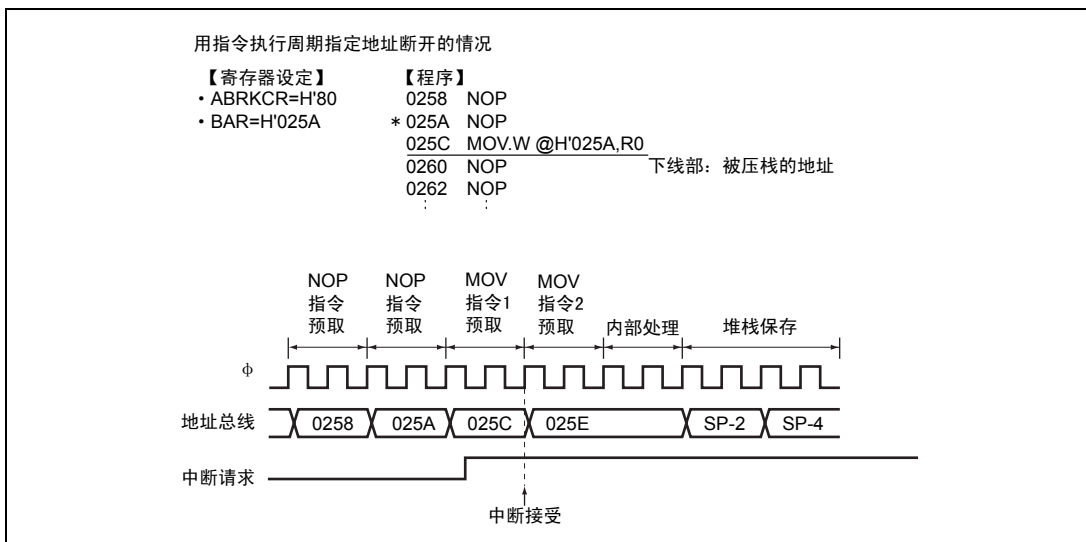 用指令执行周期指定地址断开的情况
【寄存器设定】 【程序】
・ABRKCR=H'80 0258 NOP
・BAR=H'025A * 025A NOP
025C MOV.W @H'025A,R0
0260 NOP 下线部：被压栈的地址
0262 NOP
NOP NOP MOV MOV
指令 指令 指令1 指令2
预取 预取 预取 预取 内部处理 堆栈保存
φ
地址总线 0258 025A 025C 025E SP-2 SP-4
中断请求
中断接受